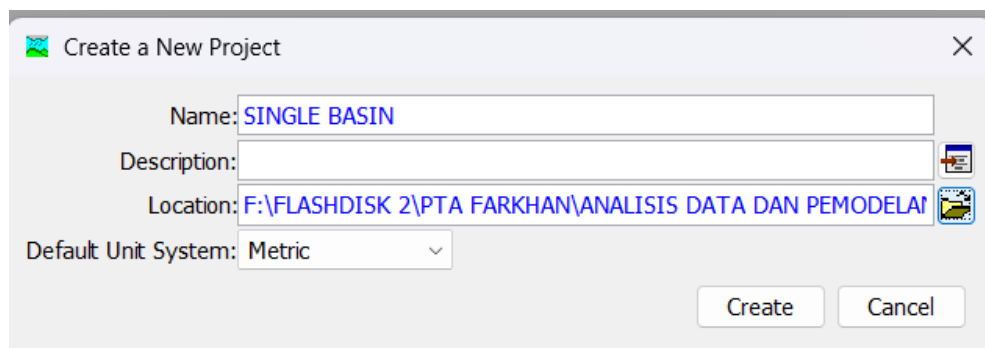 Create a New Project
Name: SINGLE BASIN
Description:
Location: F:\FLASHDISK 2\PTA FARKHAN\ANALISIS DATA DAN
Default Unit System: Metric
Create Cancel